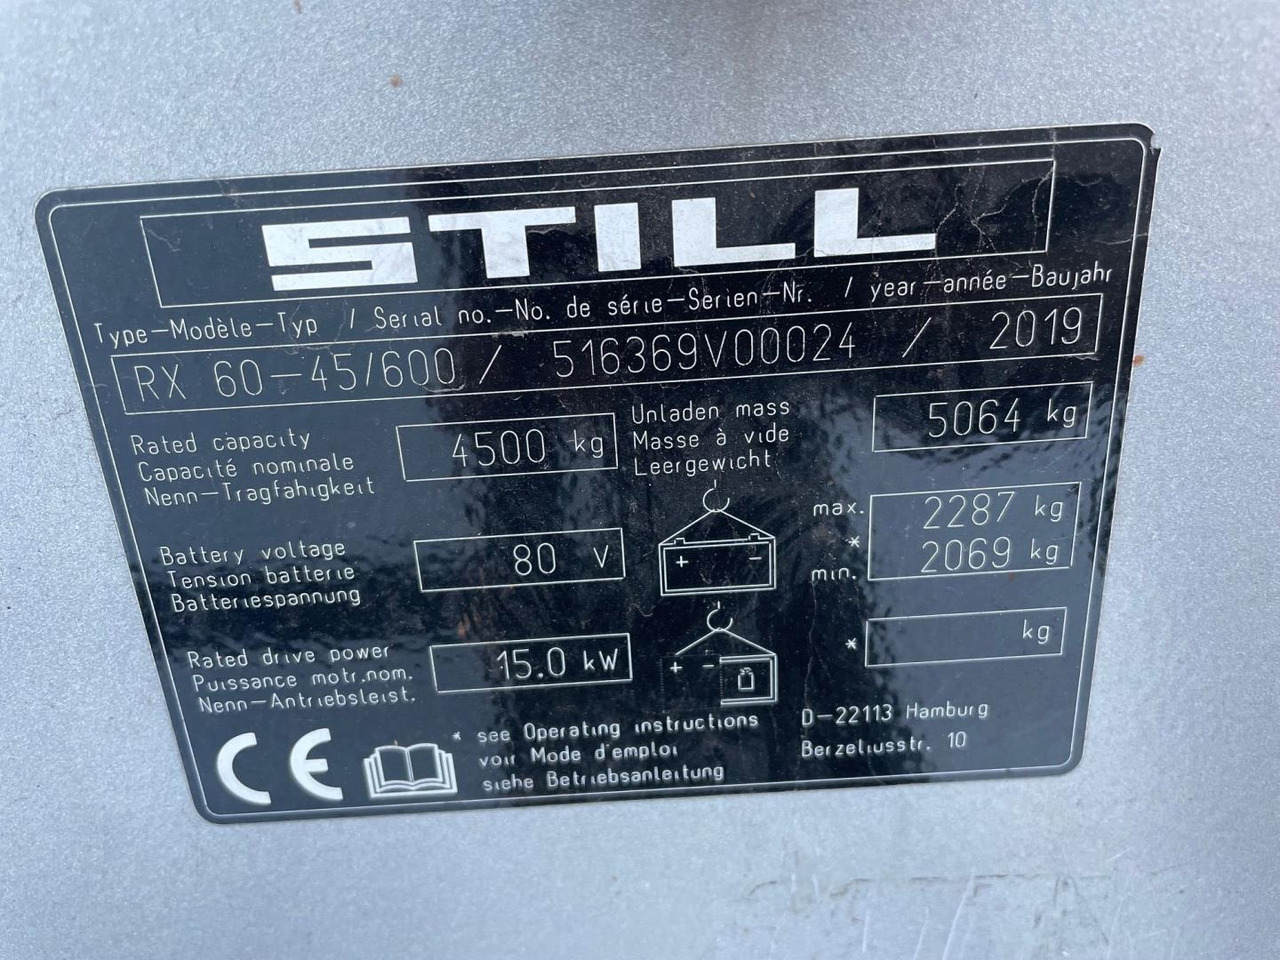 STILL
Type-Modèle-Typ / Serial no.-No. de série-Serien-Nr. / year-année-Baujahr
RX 60-45/600 / 516369V00024 / 2019
Rated capacity
Capacité nominale
Nenn-Tragfähigkeit
4500 kg
Unladen mass
Masse à vide
Leergewicht
5064 kg
Battery voltage
Tension batterie
Batteriespannung
80 V
+ -
max. 2287 kg
*
min. 2069 kg
Rated drive power
Puissance motr.nom.
Nenn-Antriebsleist.
15.0 kW
+ -
* kg
CE
* see Operating instructions
voir Mode d'emploi
siehe Betriebsanleitung
D-22113 Hamburg
Berzeliusstr. 10